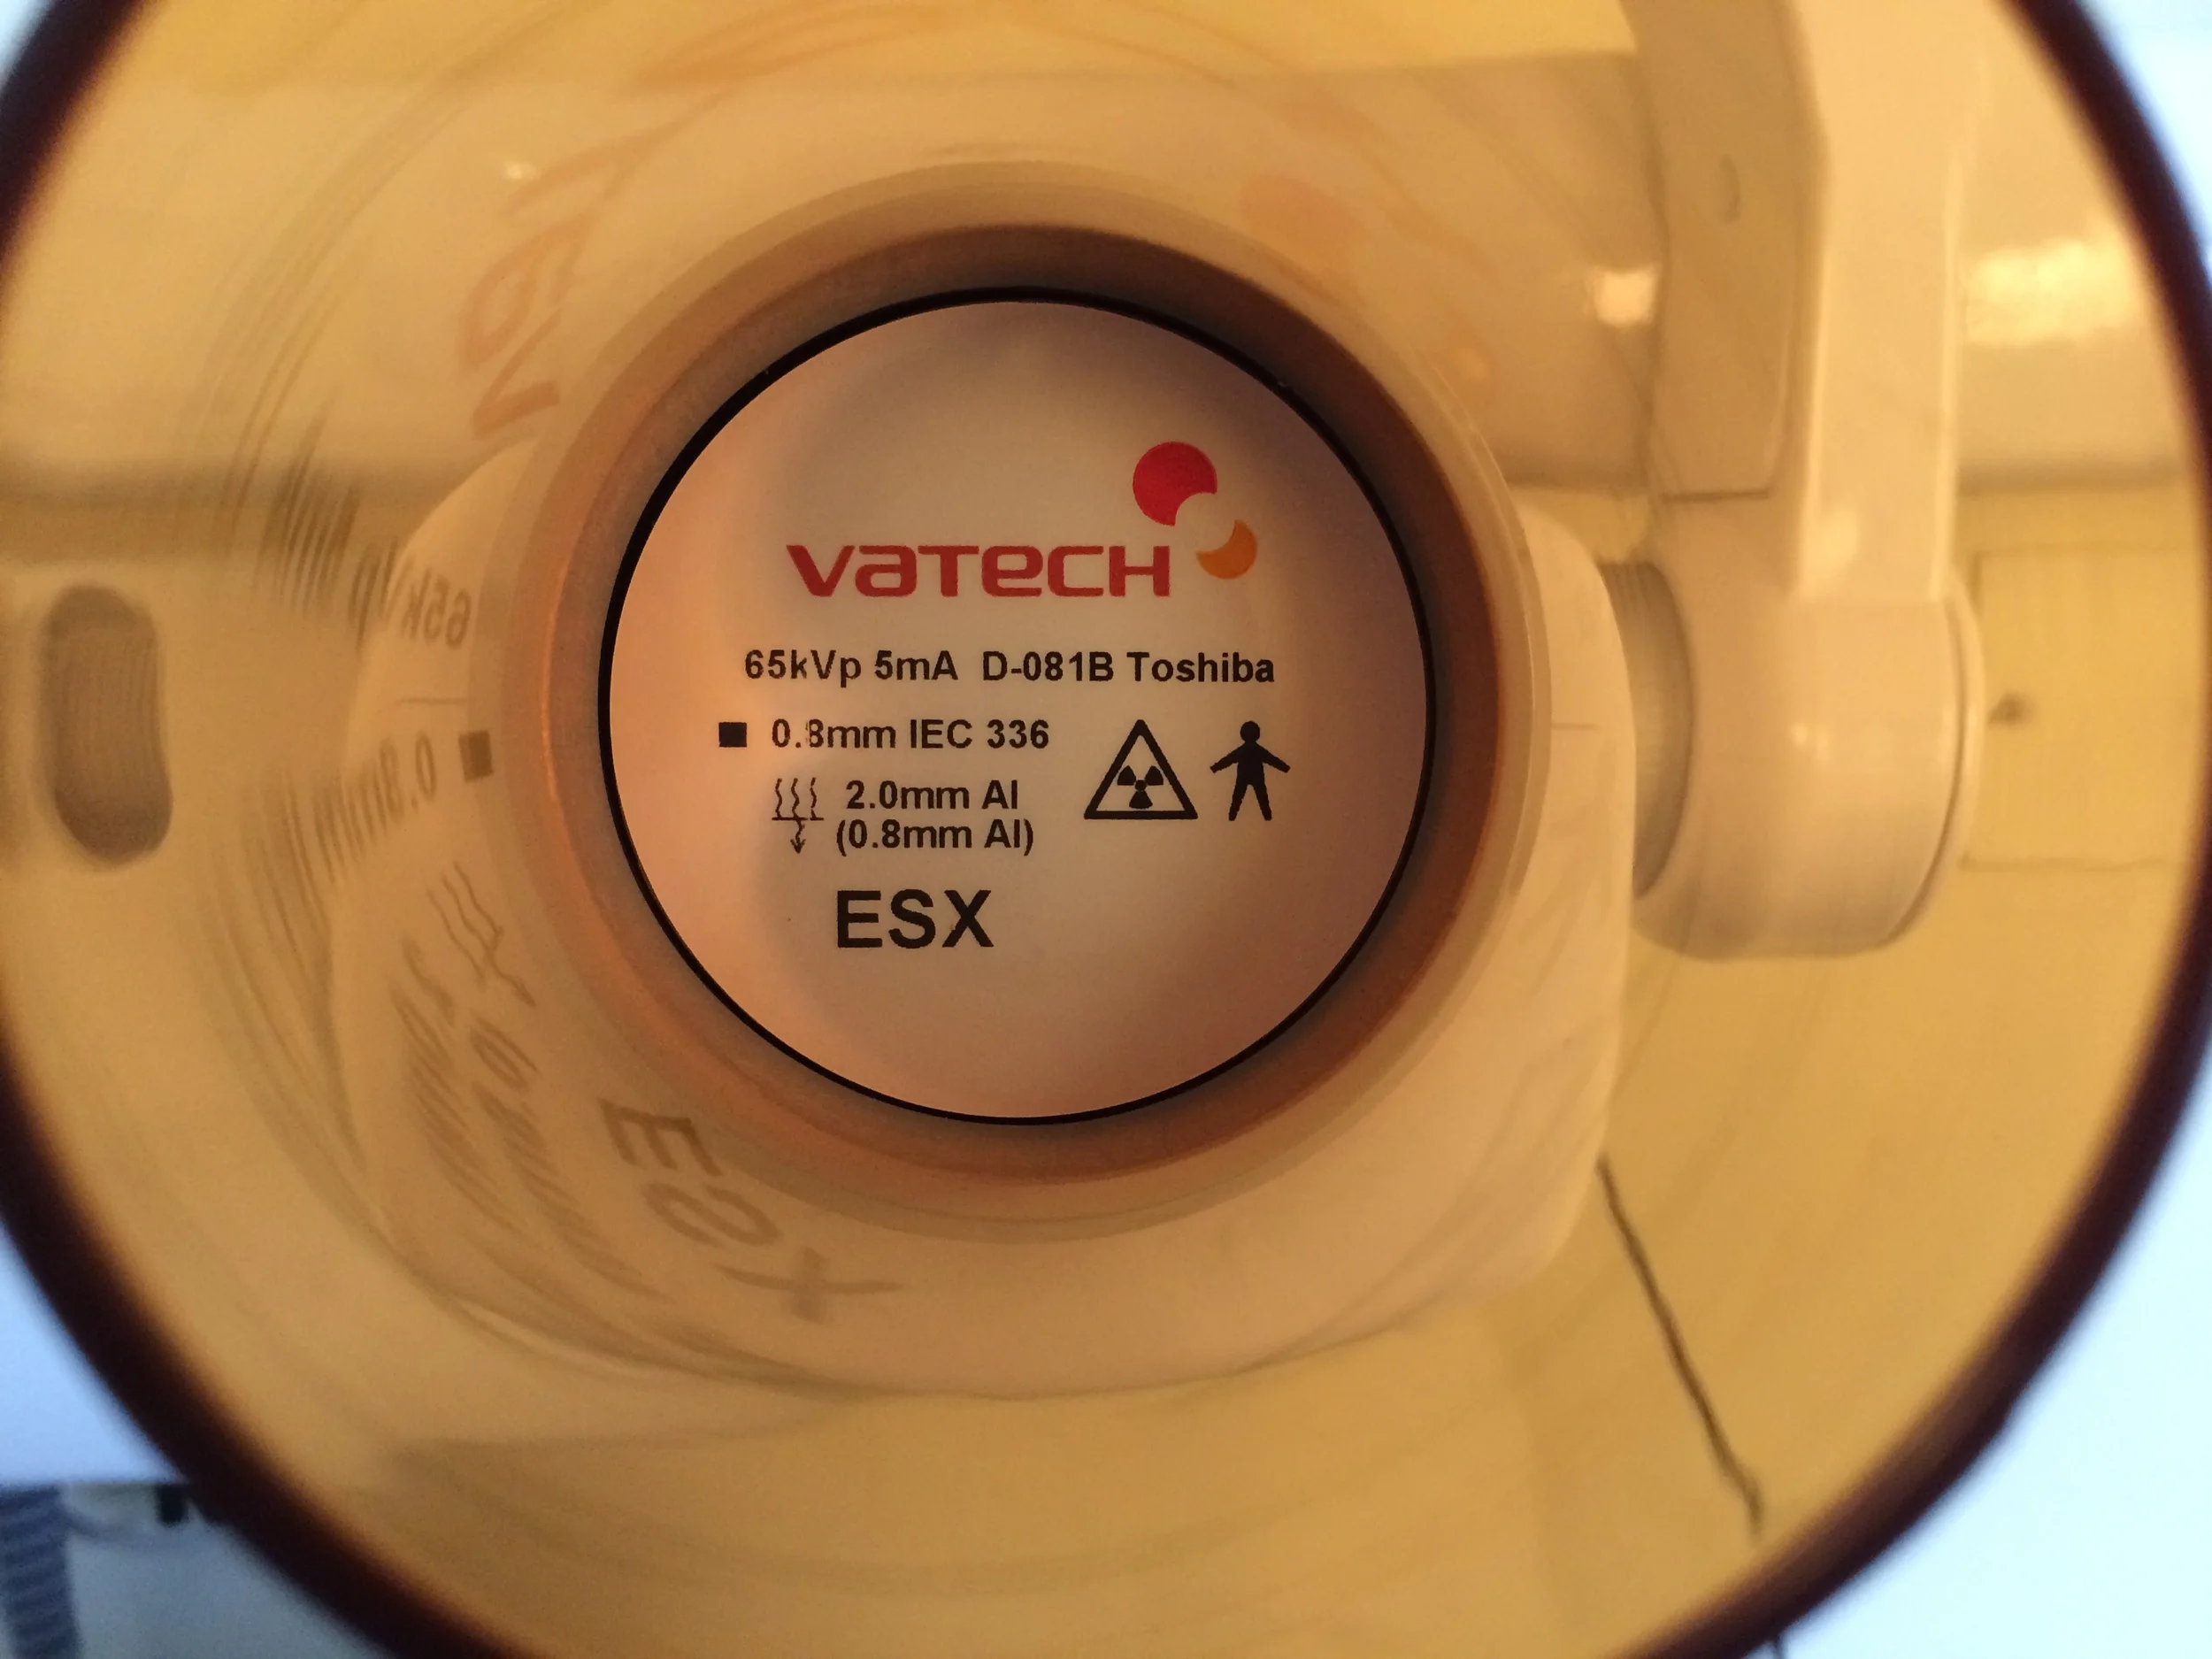 vatech
65kVp 5mA D-081B Toshiba
0.8mm IEC 336
2.0mm Al
(0.8mm Al)
ESX